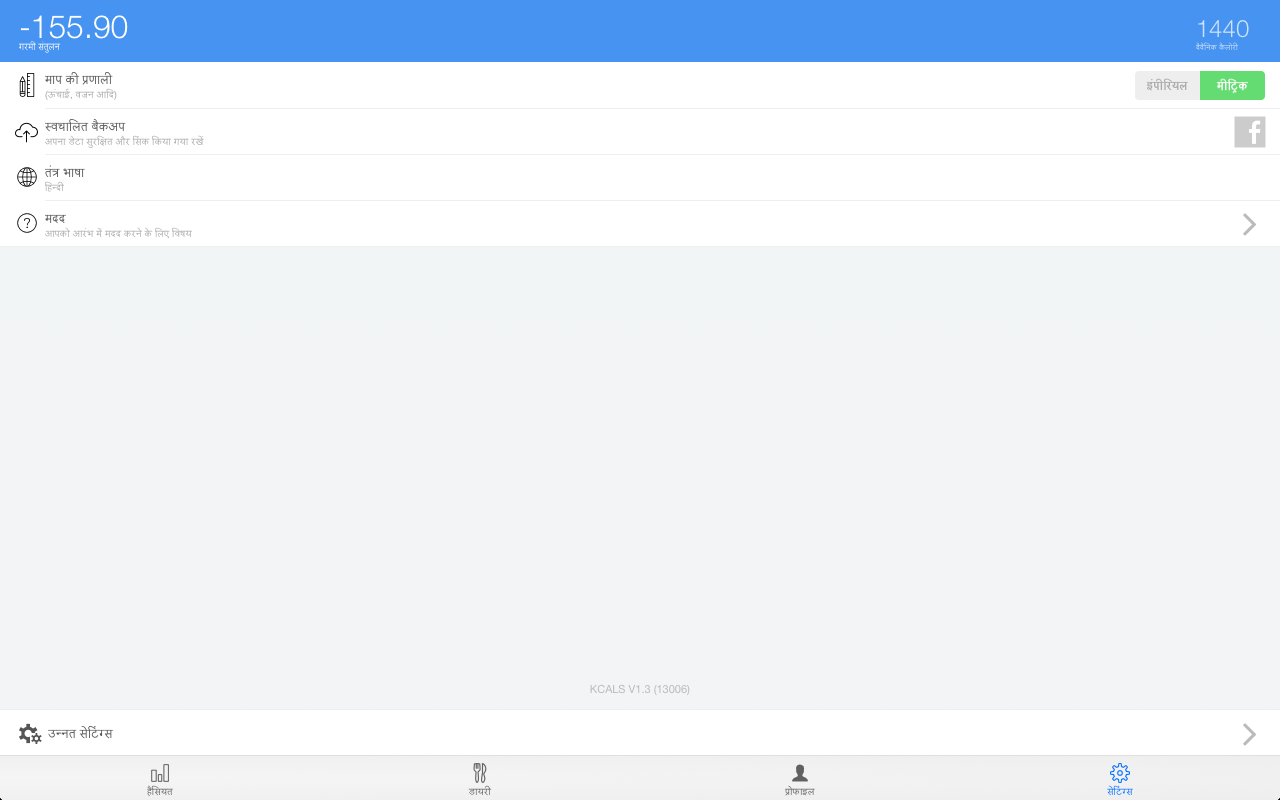 -155.90
गरमी संतुलन
1440
वेदैनिक कैलोरी
माप की प्रणाली
(ऊंचाई, वजन आदि)
इंपीरियल
मीट्रिक
स्वचालित बैकअप
अपना डेटा सुरक्षित और सिंक किया गया रखें
तंत्र भाषा
हिन्दी
मदद
आपको आरंभ में मदद करने के लिए विषय
KCALS V1.3 (13006)
उन्नत सेटिंग्स
हैसियत
डायरी
प्रोफाइल
सेटिंग्स